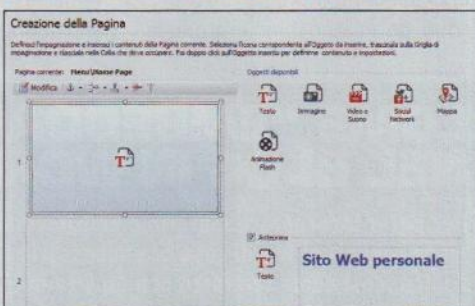 Creazione della Pagina
Definisci l'impaginazione e inserisci i contenuti della Pagina corrente. Seleziona l'icona corrispondente all'Oggetto da inserire, trascinala sulla Griglia di
impaginazione e rilasciala nella Cella che deve occupare. Fai doppio click sull'Oggetto inserito per definirne contenuto e impostazioni.
Pagina corrente: Menu\Home Page
Oggetti disponibili
Modifica
Testo
Immagine
Video o
Suono
Social
Network
Mappa
Animazione
Flash
1
Anteprima
Testo
Sito Web personale
2